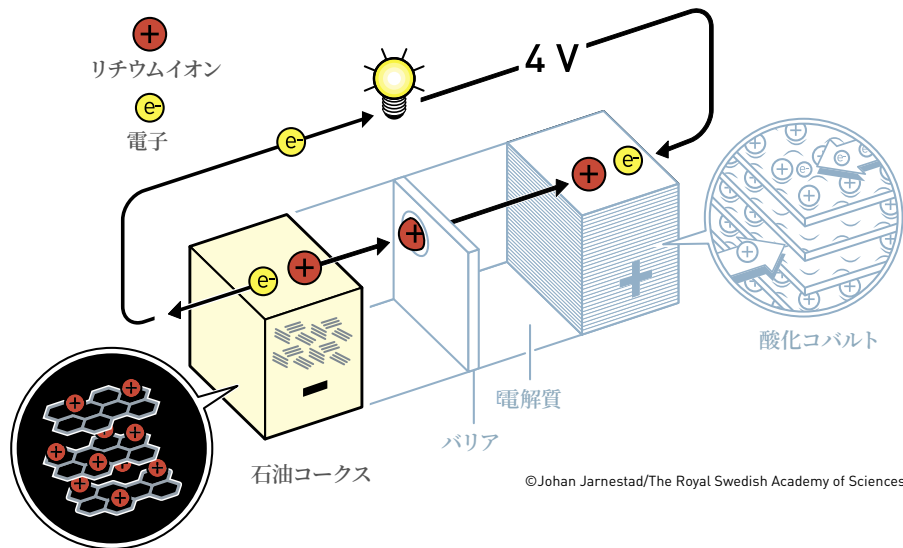 +
リチウムイオン
e-
電子
4 V
e-
+
e-
+
+
e-
+
酸化コバルト
電解質
バリア
石油コークス
©Johan Jarnestad/The Royal Swedish Academy of Sciences